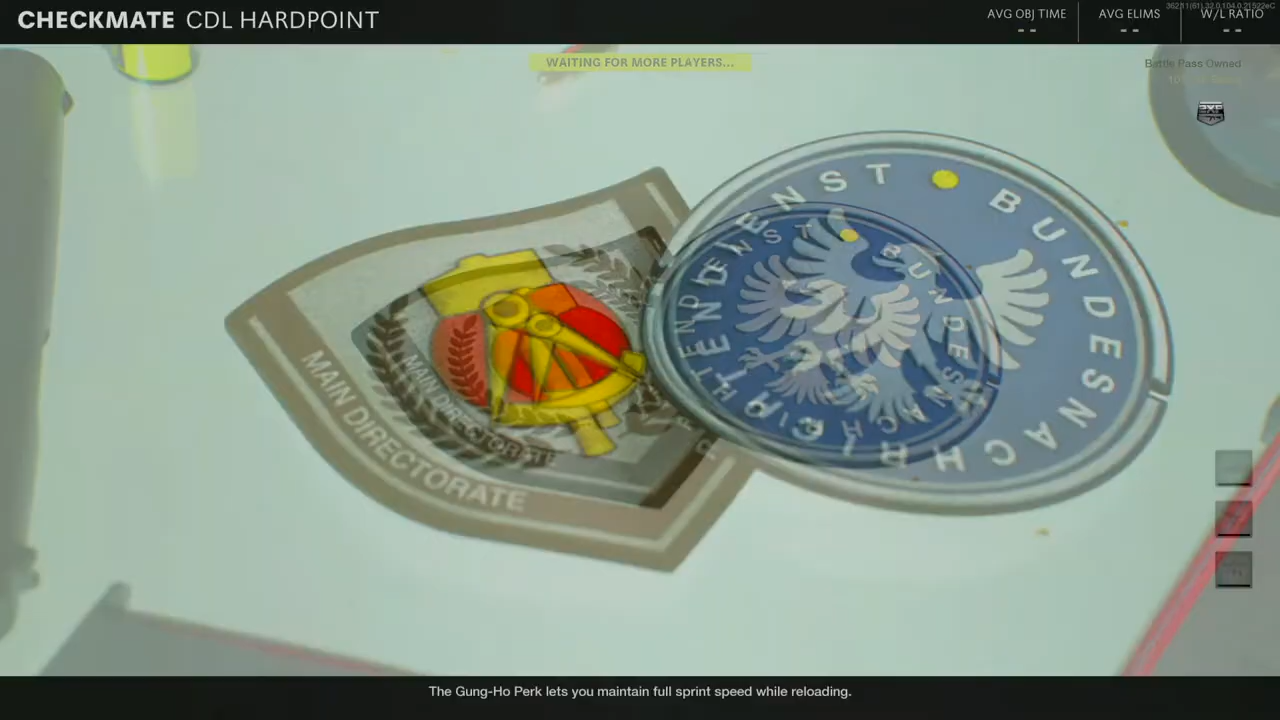 CHECKMATE CDL HARDPOINT
AVG OBJ TIME
AVG ELIMS
W/L RATIO
-- -- --
WAITING FOR MORE PLAYERS...
Battle Pass Owned
2XP
MAIN DIRECTORATE
MAIN DIRECTORATE
BUNDESNACHRICHTENDIENST
BUNDESNACHRICHTENDIENST
The Gung-Ho Perk lets you maintain full sprint speed while reloading.